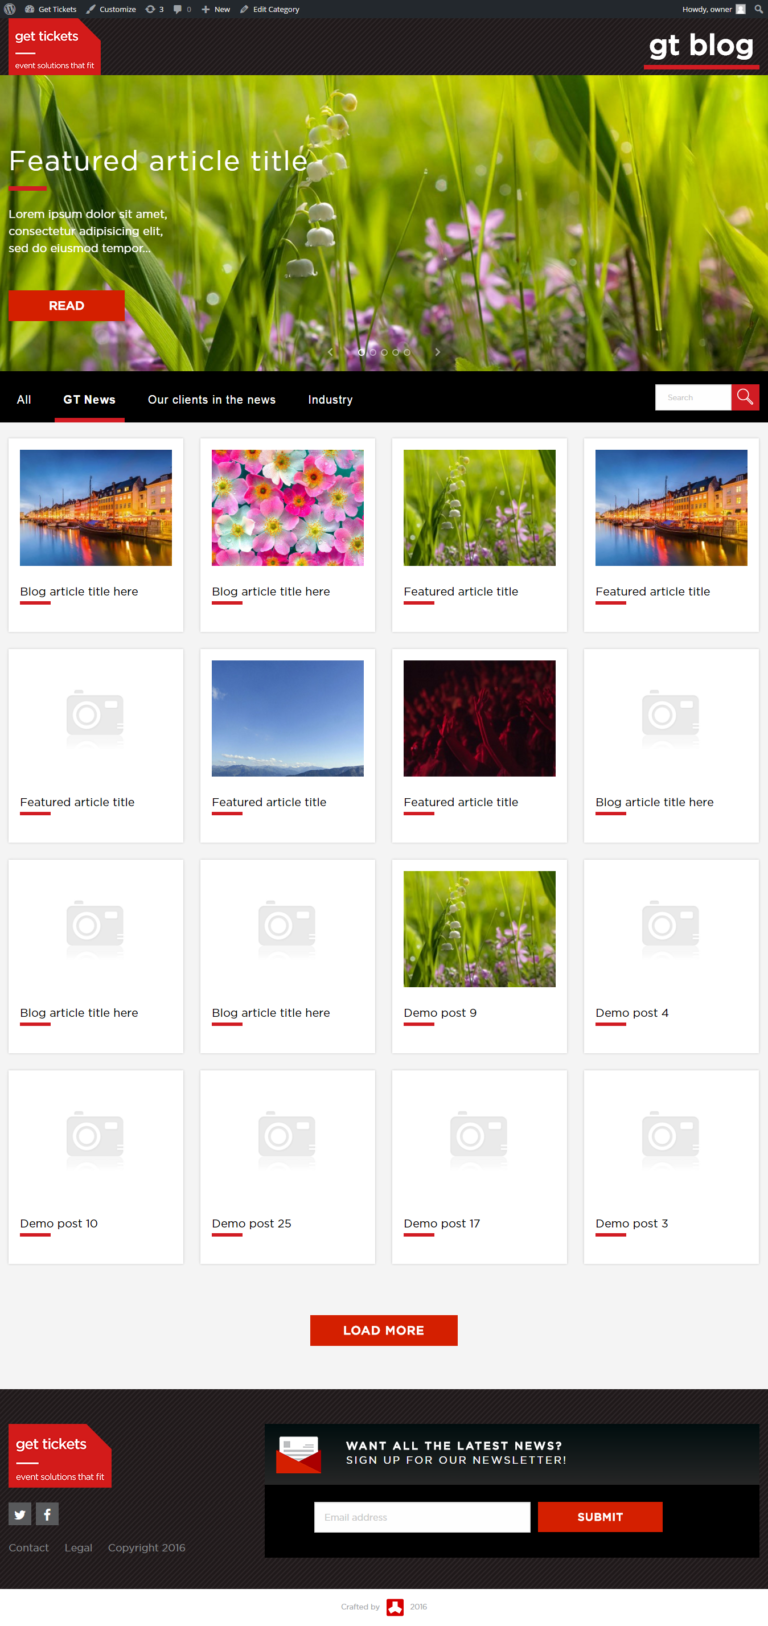 Get Tickets Customize 3 0 New Edit Category Howdy, owner
get tickets
event solutions that fit
gt blog
Featured article title
Lorem ipsum dolor sit amet,
consectetur adipisicing elit,
sed do eiusmod tempor...
READ
All GT News Our clients in the news Industry Search
Blog article title here
Blog article title here
Featured article title
Featured article title
Featured article title
Featured article title
Featured article title
Blog article title here
Blog article title here
Blog article title here
Demo post 9
Demo post 4
Demo post 10
Demo post 25
Demo post 17
Demo post 3
LOAD MORE
get tickets
event solutions that fit
Contact Legal Copyright 2016
WANT ALL THE LATEST NEWS?
SIGN UP FOR OUR NEWSLETTER!
Email address SUBMIT
Crafted by 2016